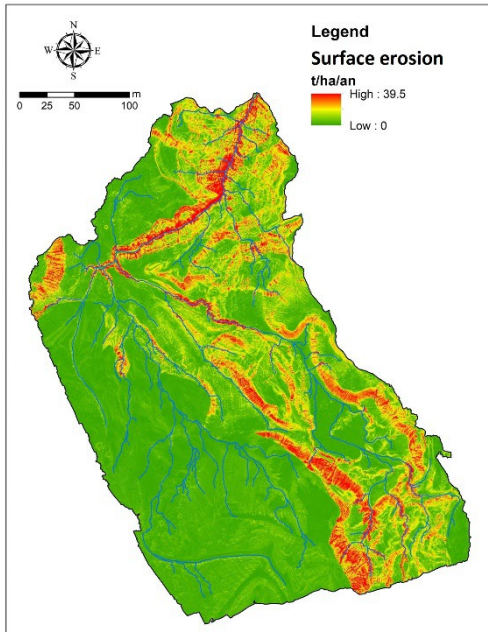 N
W E
S
m
0 25 50 100
Legend
Surface erosion
t/ha/an
High : 39.5
Low : 0